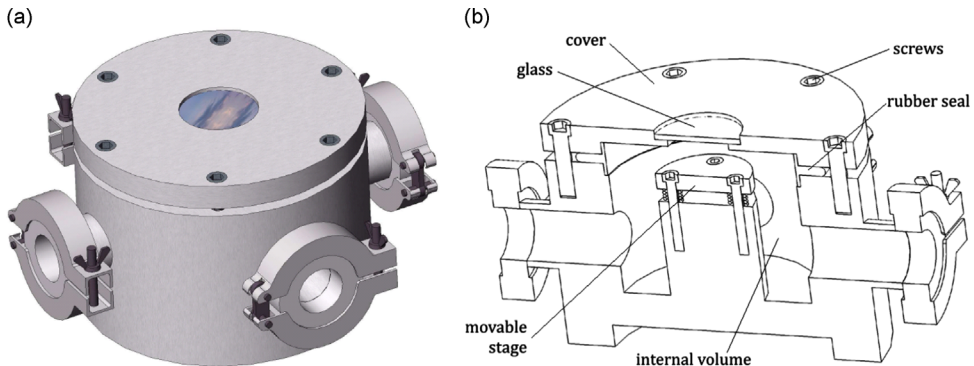 (a)
(b)
cover
screws
glass
rubber seal
movable
stage
internal volume